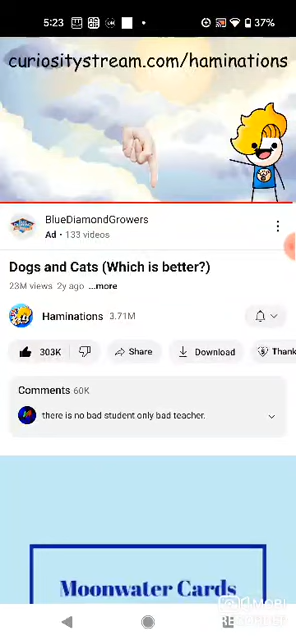 5:23
37%
curiositystream.com/haminations
BlueDiamondGrowers
Ad • 133 videos
Dogs and Cats (Which is better?)
23M views 2y ago ...more
Haminations 3.71M
303K Share Download Thank
Comments 60K
there is no bad student only bad teacher.
Moonwater Cards